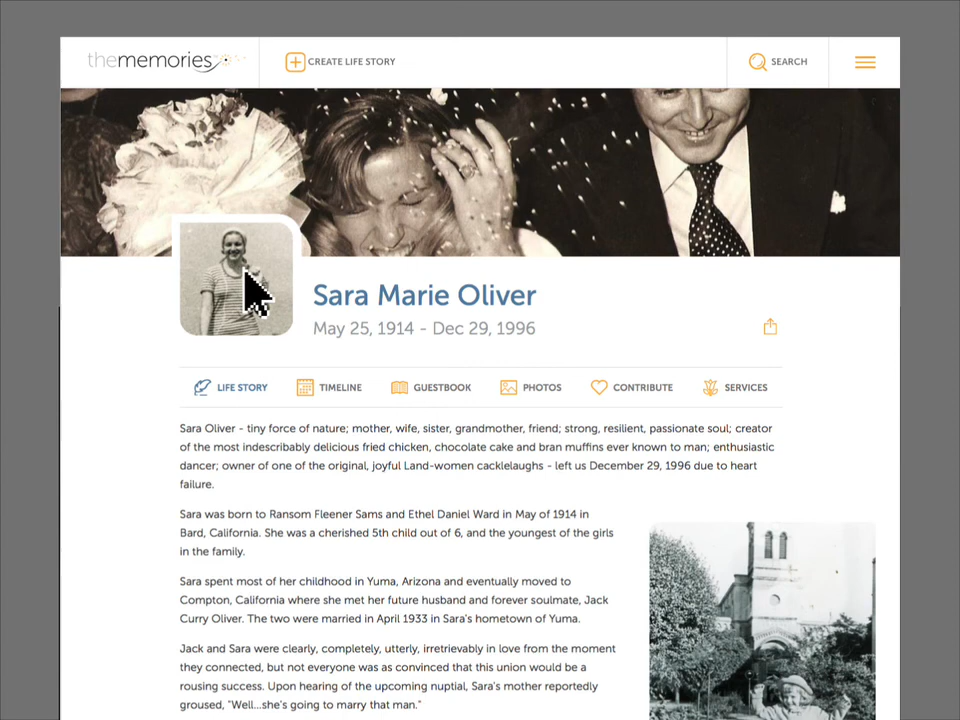 thememories
CREATE LIFE STORY
SEARCH
Sara Marie Oliver
May 25, 1914 - Dec 29, 1996
LIFE STORY
TIMELINE
GUESTBOOK
PHOTOS
CONTRIBUTE
SERVICES
Sara Oliver - tiny force of nature; mother, wife, sister, grandmother, friend; strong, resilient, passionate soul; creator
of the most indescribably delicious fried chicken, chocolate cake and bran muffins ever known to man; enthusiastic
dancer; owner of one of the original, joyful Land-women cacklelaughs - left us December 29, 1996 due to heart
failure.
Sara was born to Ransom Fleener Sams and Ethel Daniel Ward in May of 1914 in
Bard, California. She was a cherished 5th child out of 6, and the youngest of the girls
in the family.
Sara spent most of her childhood in Yuma, Arizona and eventually moved to
Compton, California where she met her future husband and forever soulmate, Jack
Curry Oliver. The two were married in April 1933 in Sara's hometown of Yuma.
Jack and Sara were clearly, completely, utterly, irretrievably in love from the moment
they connected, but not everyone was as convinced that this union would be a
rousing success. Upon hearing of the upcoming nuptial, Sara's mother reportedly
groused, "Well...she's going to marry that man."